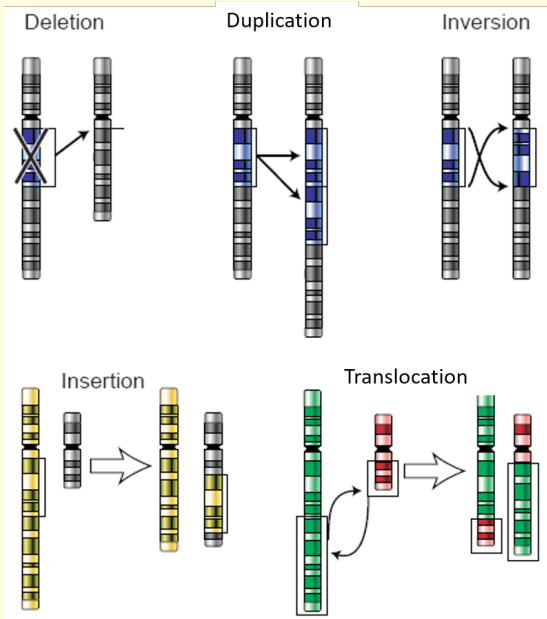 Deletion
Duplication
Inversion
Insertion
Translocation